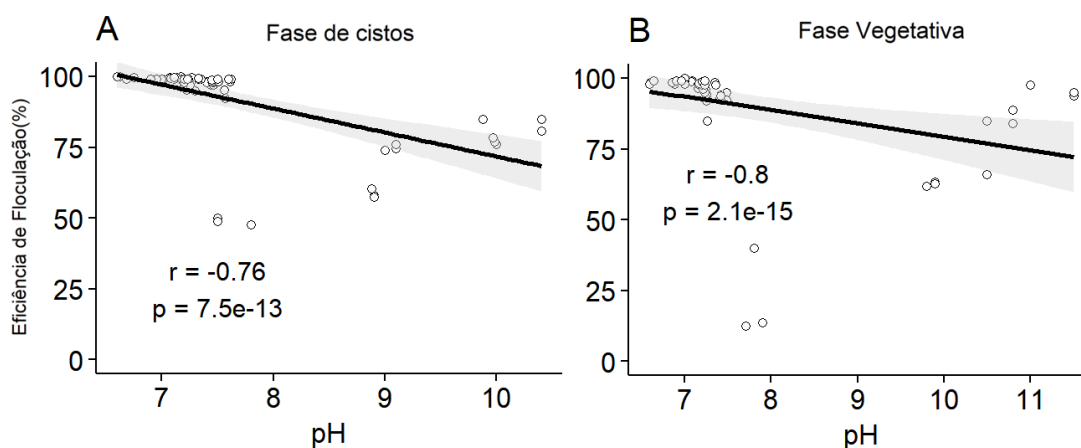 A
Fase de cistos
Eficiência de Floculação(%)
100
75
50
25
0
r = -0.76
p = 7.5e-13
7
8
9
10
pH
B
Fase Vegetativa
100
75
50
25
0
r = -0.8
p = 2.1e-15
7
8
9
10
11
pH